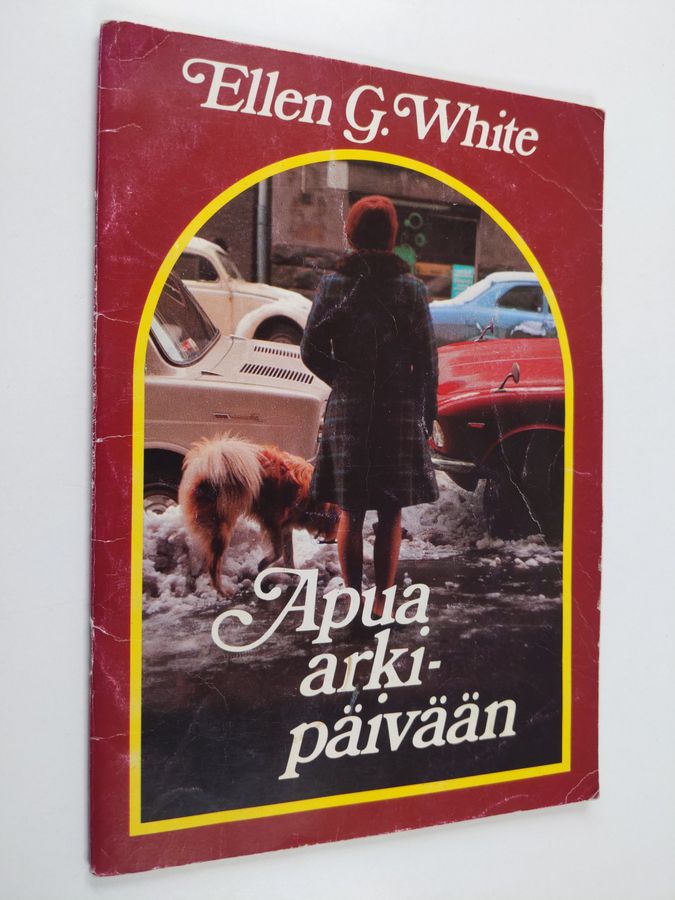 Ellen G. White
Apua
arki-
päivään